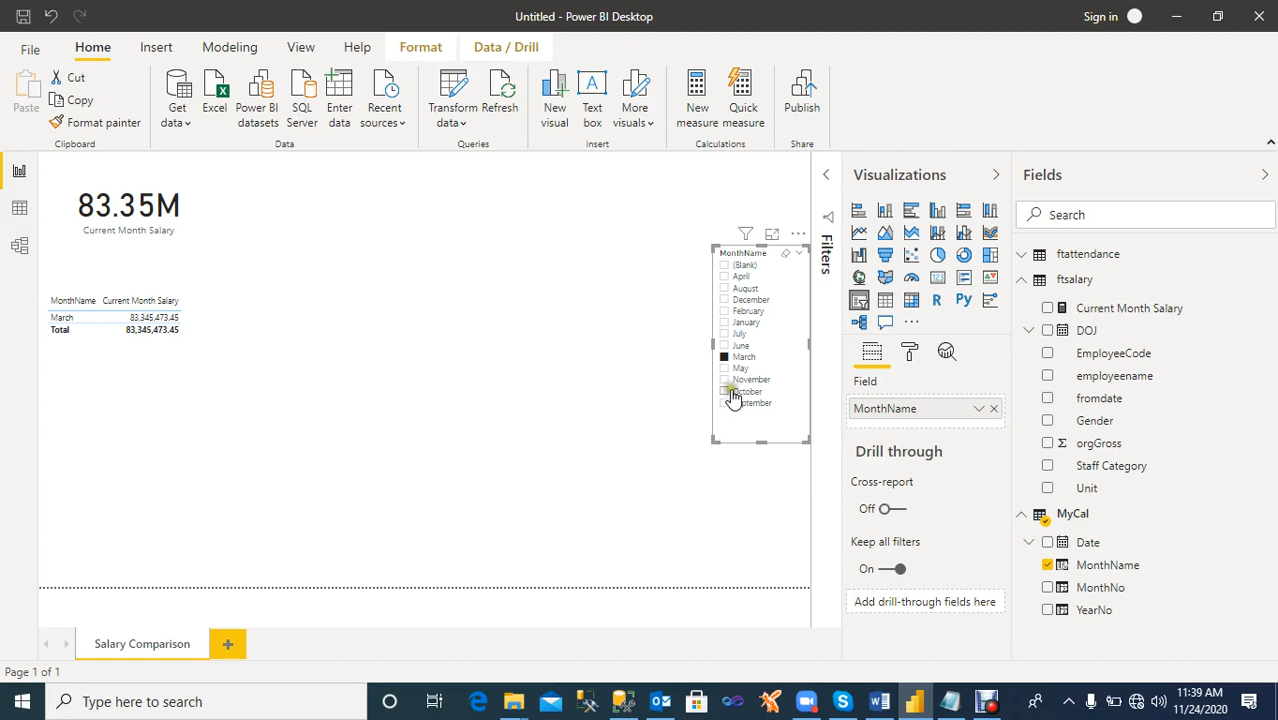 Untitled - Power BI Desktop
Sign in
File
Home
Insert
Modeling
View
Help
Format
Data / Drill
Paste
Cut
Copy
Format painter
Clipboard
Get data
Excel
Power BI datasets
SQL Server
Enter data
Recent sources
Data
Transform data
Refresh
Queries
New visual
Text box
More visuals
Insert
New measure
Quick measure
Calculations
Publish
Share
83.35M
Current Month Salary
MonthName Current Month Salary
March 83,345,473.45
Total 83,345,473.45
MonthName
(Blank)
April
August
December
February
January
July
June
March
May
November
Filters
Visualizations
Field
MonthName
Drill through
Cross-report
Off
Keep all filters
On
Add drill-through fields here
Fields
Search
ftattendance
ftsalary
Current Month Salary
DOJ
EmployeeCode
employeename
fromdate
Gender
orgGross
Staff Category
Unit
MyCal
Date
MonthName
MonthNo
YearNo
Salary Comparison
Page 1 of 1
Type here to search
11:39 AM
11/24/2020